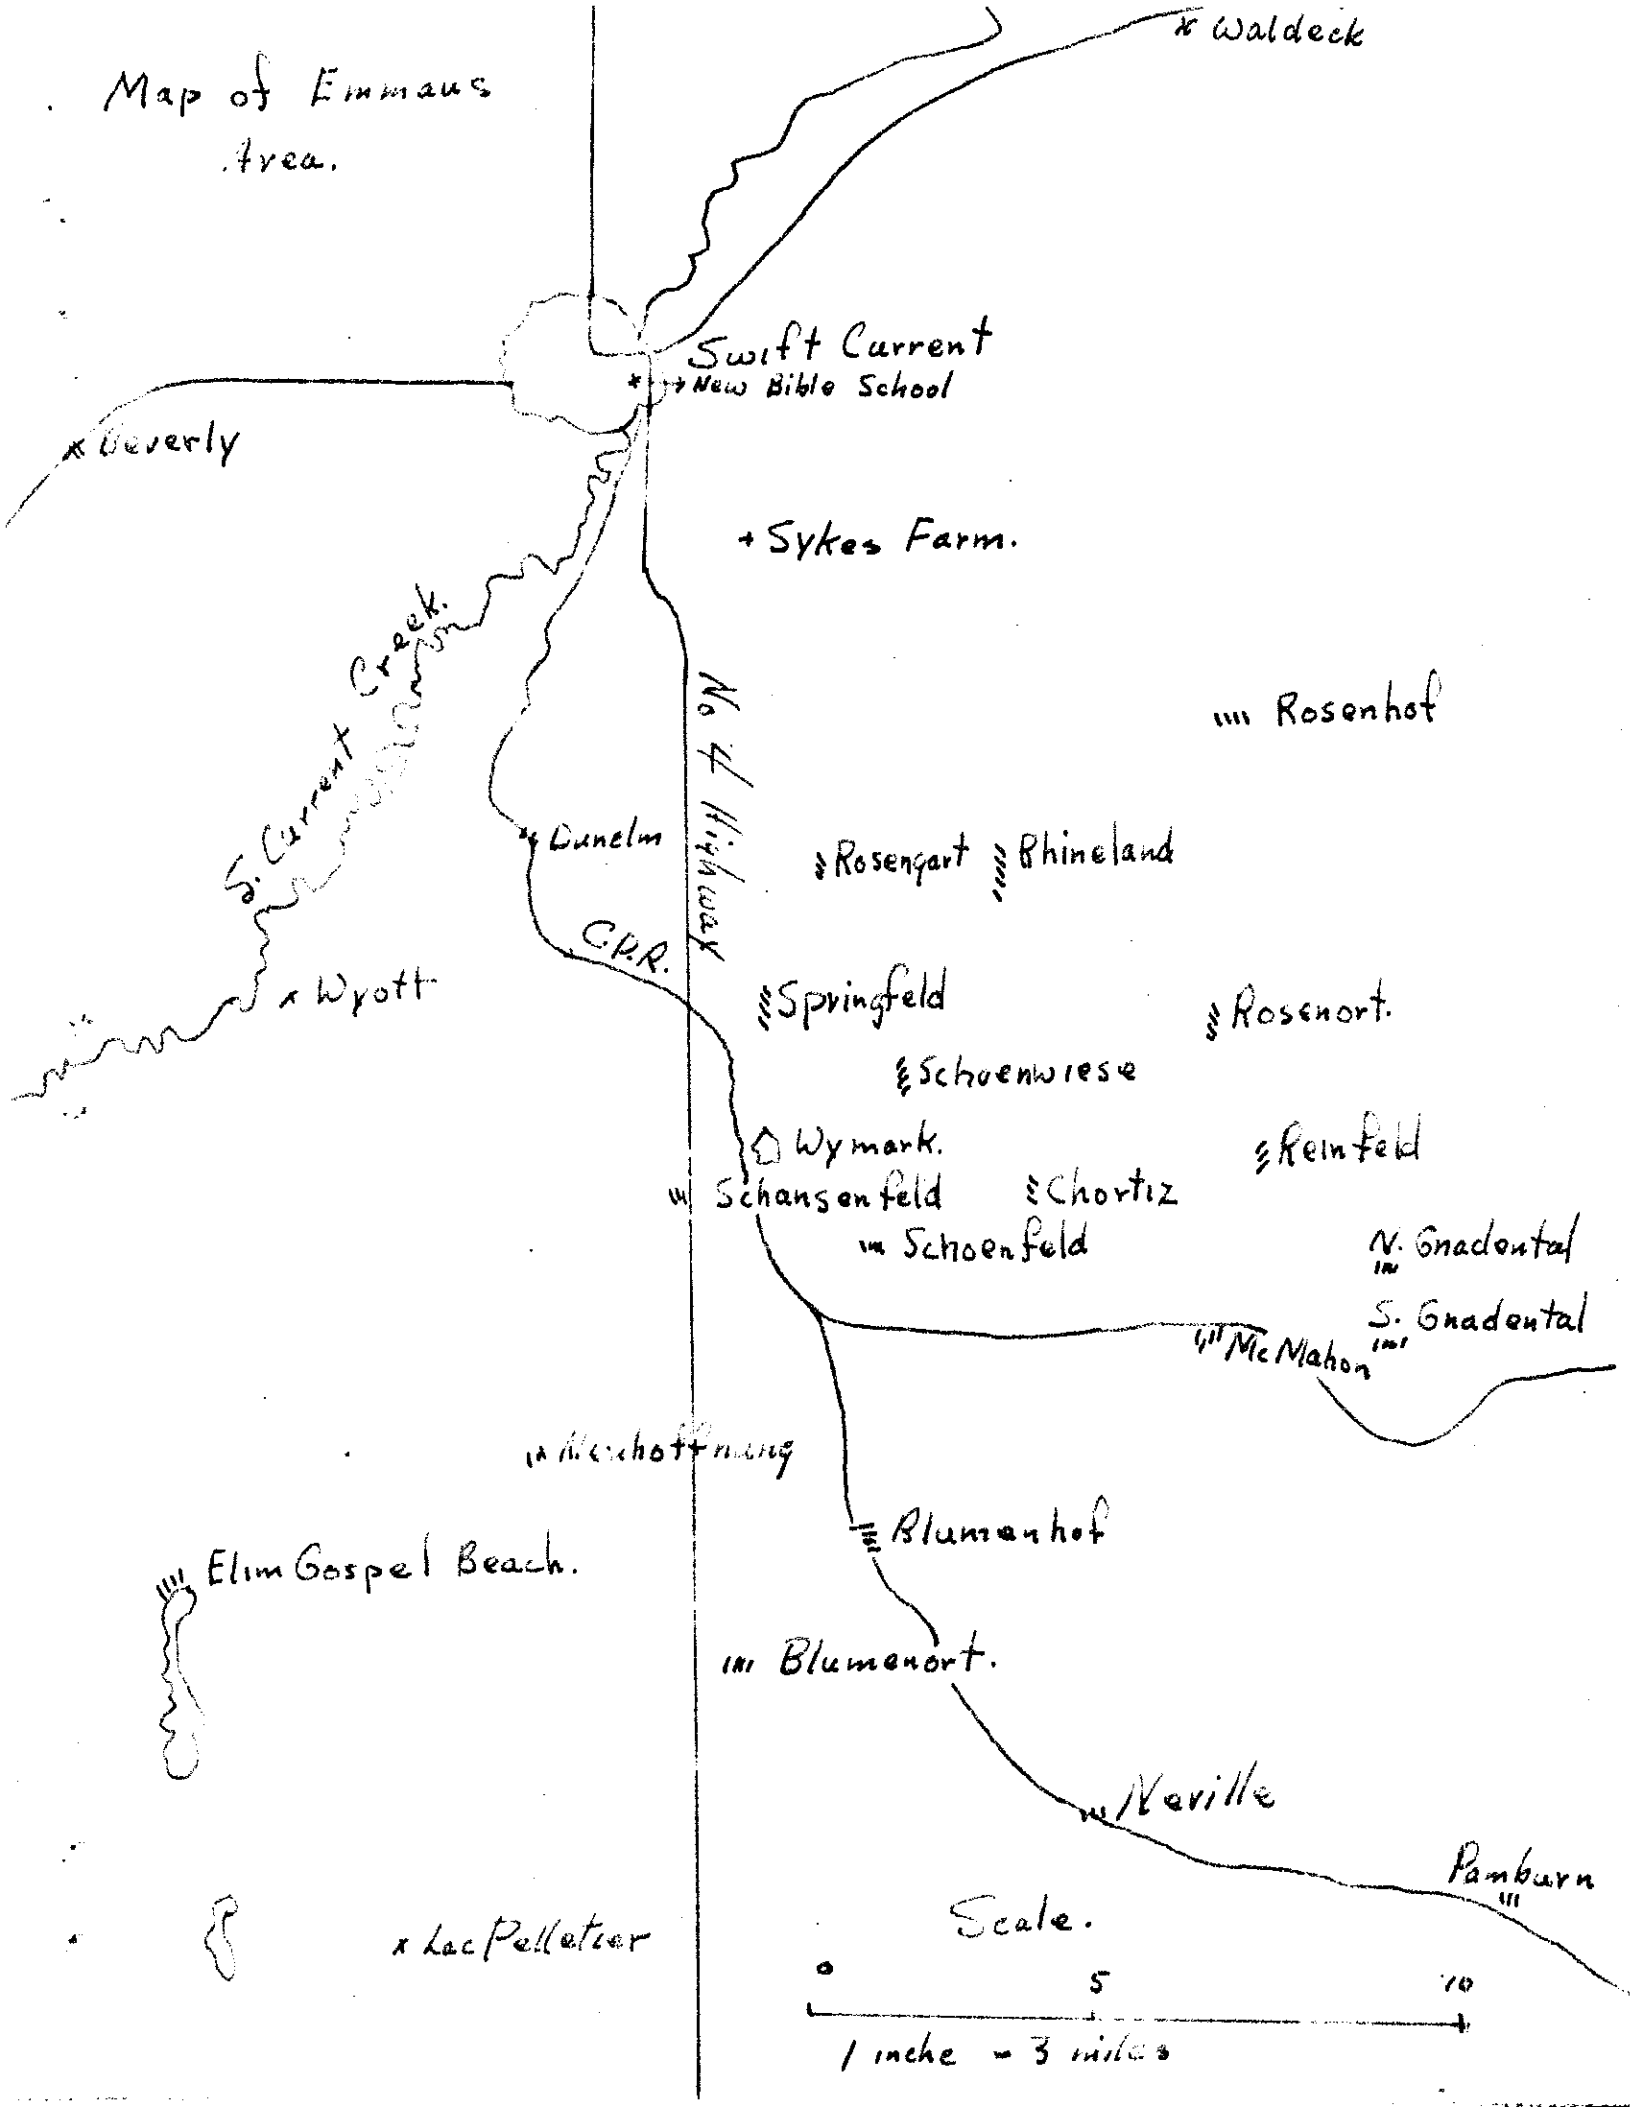 Waldeck
Map of Emmaus
Area.
Swift Current
New Bible School
Beverly
Sykes Farm.
S. Current Creek.
No 4 Highway
Rosenhof
Dunelm
Rosengart
Rhineland
C.P.R.
Wyott
Springfeld
Rosenort.
Schoenwiese
Wymark.
Reinfeld
Schansenfeld
Chortiz
Schoenfeld
N. Gnadental
S. Gnadental
McMahon
Blumenhof
Elim Gospel Beach.
Blumenort.
Neville
Pamburn
Scale.
Lac Pelletier
0 5 10
1 inche - 3 miles